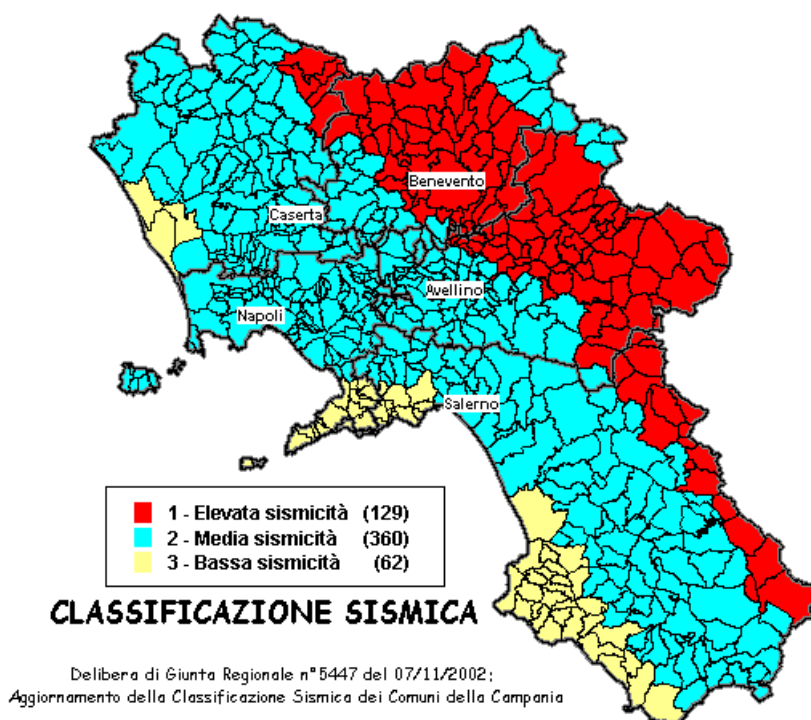 Benevento
Caserta
Avellino
Napoli
Salerno
1 - Elevata sismicità (129)
2 - Media sismicità (360)
3 - Bassa sismicità (62)
CLASSIFICAZIONE SISMICA
Delibera di Giunta Regionale n°5447 del 07/11/2002;
Aggiornamento della Classificazione Sismica dei Comuni della Campania